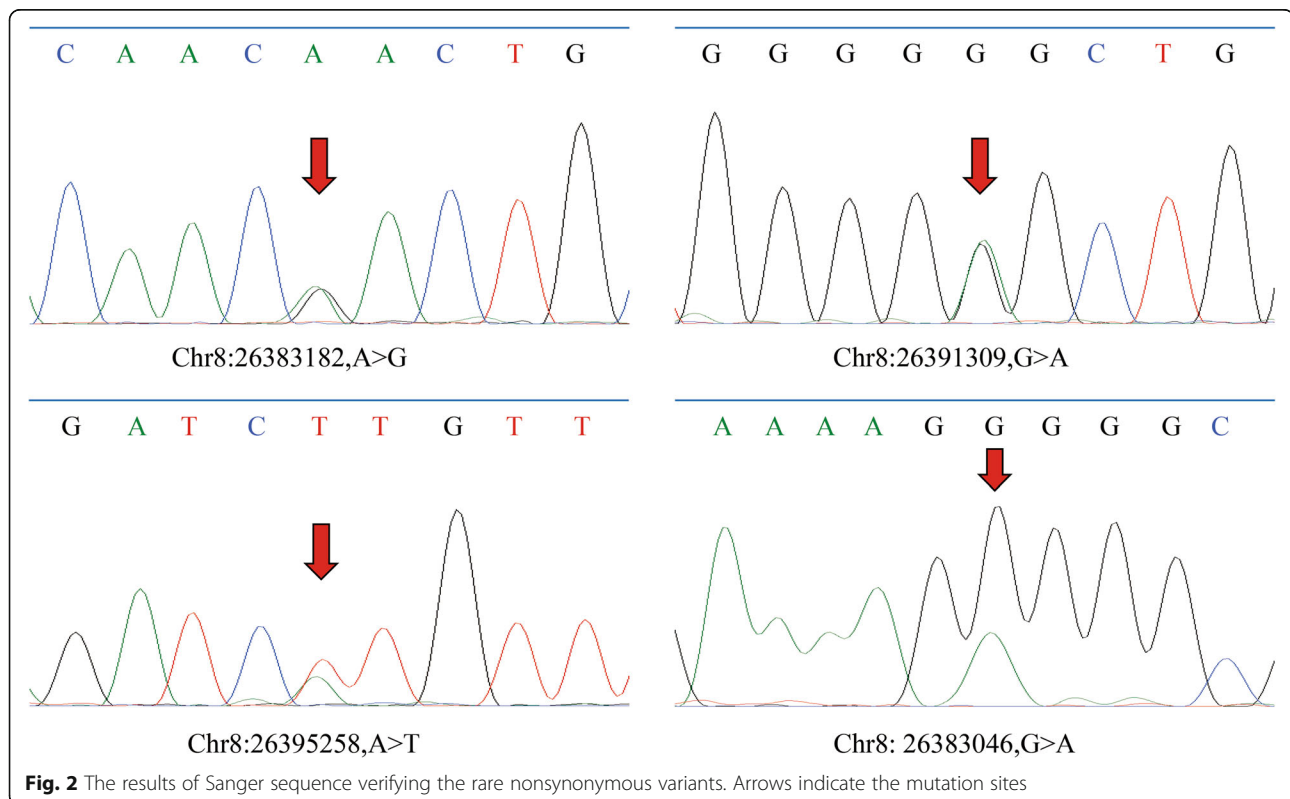 C A A C A A C T G
G G G G G G C T G
Chr8:26383182,A>G
Chr8:26391309,G>A
G A T C T T G T T
A A A A G G G G G C
Chr8:26395258,A>T
Chr8: 26383046,G>A
Fig. 2 The results of Sanger sequence verifying the rare nonsynonymous variants. Arrows indicate the mutation sites